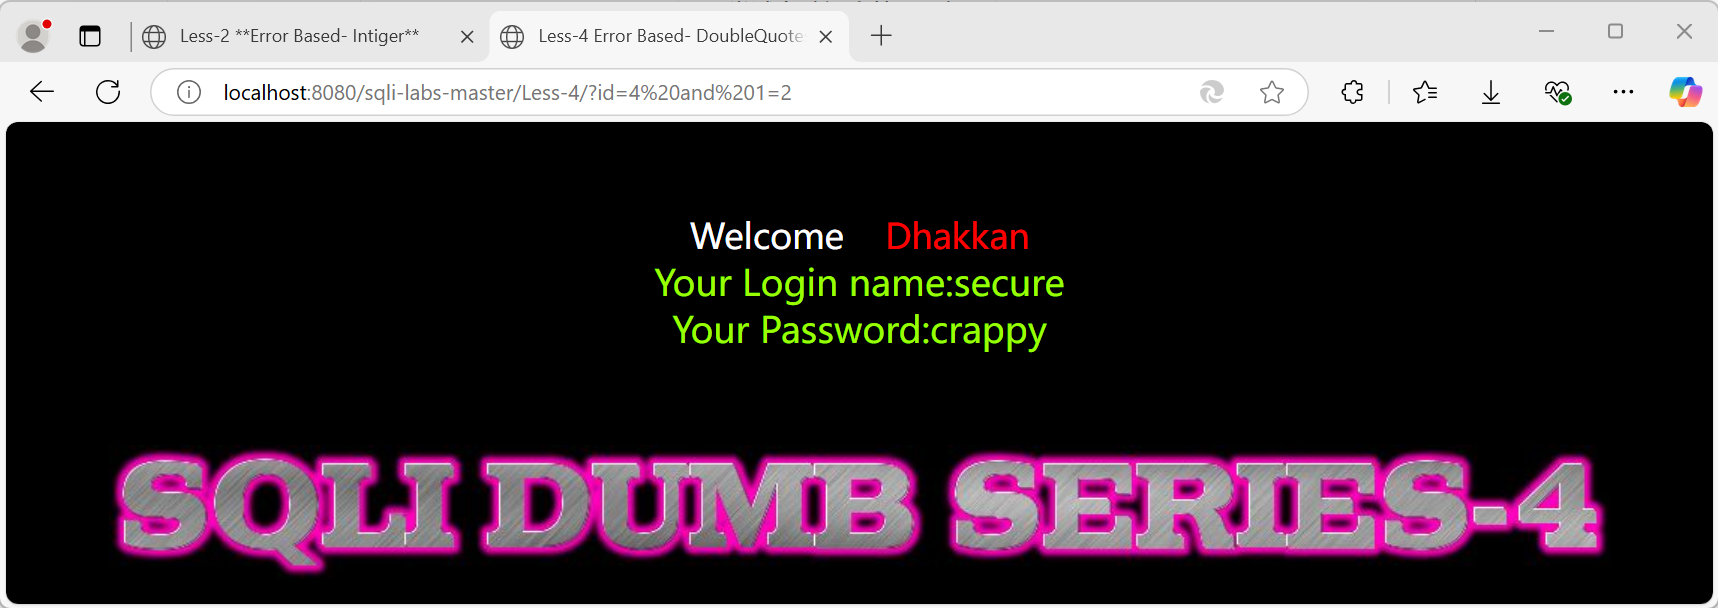 Less-2 **Error Based- Intiger**
Less-4 Error Based- DoubleQuote
localhost:8080/sqli-labs-master/Less-4/?id=4%20and%201=2
Welcome Dhakkan
Your Login name:secure
Your Password:crappy
SQLI DUMB SERIES-4